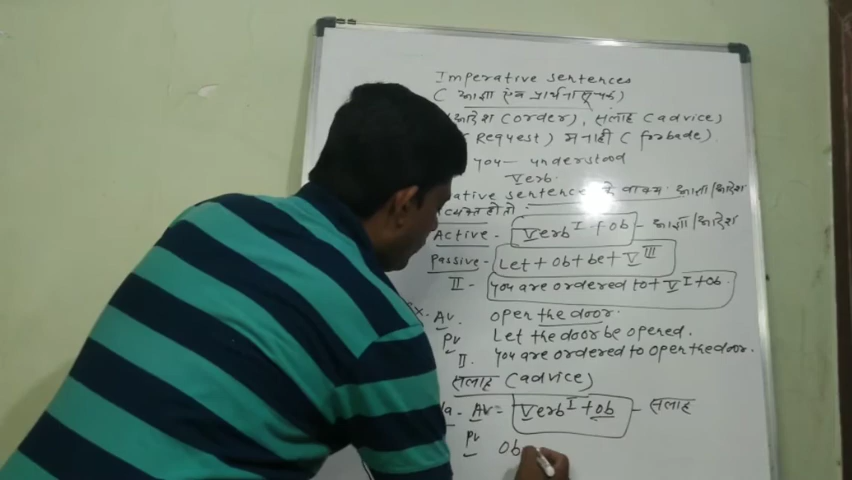 Imperative sentences
( आज्ञा एंव प्रार्थना सूचक )
आदेश (order), सलाह (advice)
(Request) मनाही (forbade).
you - understood
Verb.
ative sentence के वाक्य आज्ञा/आदेश
व्यक्त हो तो
Active - Verb I + ob - आज्ञा/आदेश
Passive - Let + ob + be + V III
II - you are ordered to + V I + ob.
EX. AV. open the door.
PV Let the door be opened.
II. you are ordered to open the door.
सलाह (advice)
AV = Verb I + ob - सलाह
PV Ob